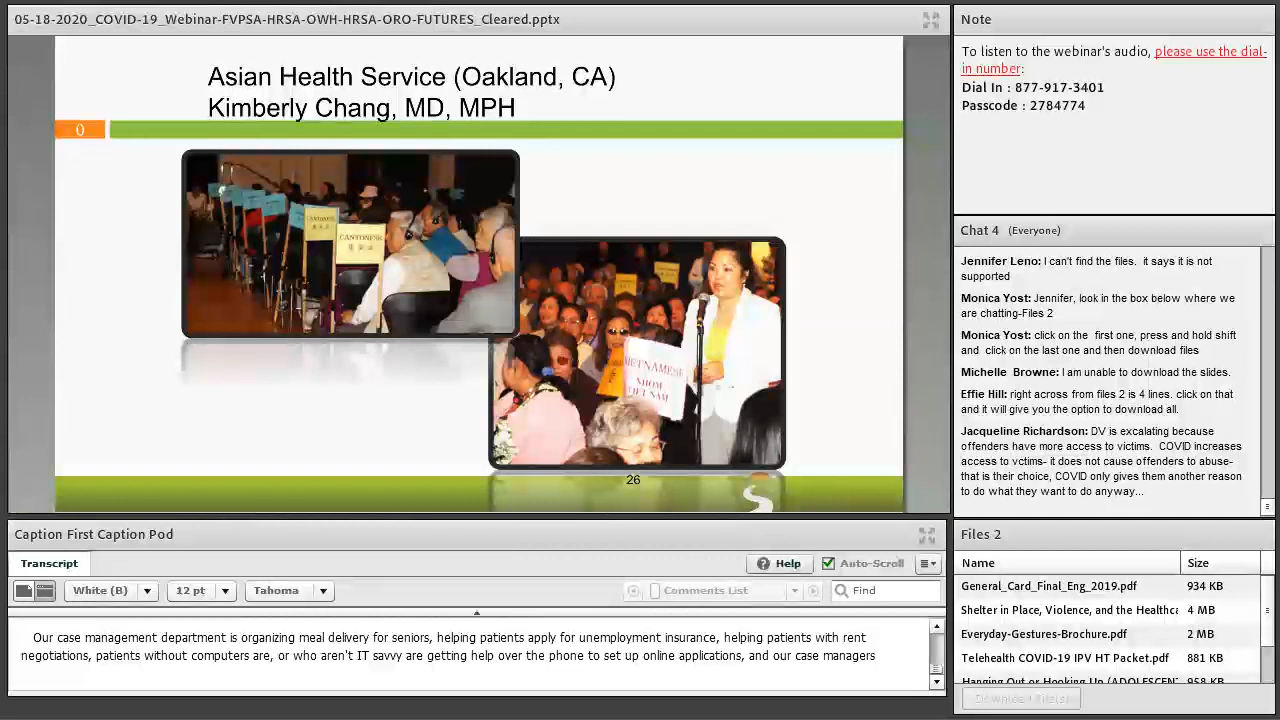 05-18-2020_COVID-19_Webinar-FVPSA-HRSA-OWH-HRSA-ORO-FUTURES_Cleared.pptx
Asian Health Service (Oakland, CA)
Kimberly Chang, MD, MPH
0
CANTONESE
CANTONESE
VIETNAMESE
NHÓM
VIỆT NAM
26
Note
To listen to the webinar's audio, please use the dial-
in number:
Dial In : 877-917-3401
Passcode : 2784774
Chat 4 (Everyone)
Jennifer Leno: I can't find the files. it says it is not
supported
Monica Yost: Jennifer, look in the box below where we
are chatting-Files 2
Monica Yost: click on the first one, press and hold shift
and click on the last one and then download files
Michelle Browne: I am unable to download the slides.
Effie Hill: right across from files 2 is 4 lines. click on that
and it will give you the option to download all.
Jacqueline Richardson: DV is excalating because
offenders have more access to victims. COVID increases
access to vctims- it does not cause offenders to abuse-
that is their choice, COVID only gives them another reason
to do what they want to do anyway...
Caption First Caption Pod
Transcript
Help
Auto-Scroll
White (B)
12 pt
Tahoma
Comments List
Find
Our case management department is organizing meal delivery for seniors, helping patients apply for unemployment insurance, helping patients with rent
negotiations, patients without computers are, or who aren't IT savvy are getting help over the phone to set up online applications, and our case managers
Files 2
Name Size
General_Card_Final_Eng_2019.pdf 934 KB
Shelter in Place, Violence, and the Healthca 4 MB
Everyday-Gestures-Brochure.pdf 2 MB
Telehealth COVID-19 IPV HT Packet.pdf 881 KB
Hanging Out or Hooking Up (ADOLESCENT 958 KB
Download File(s)